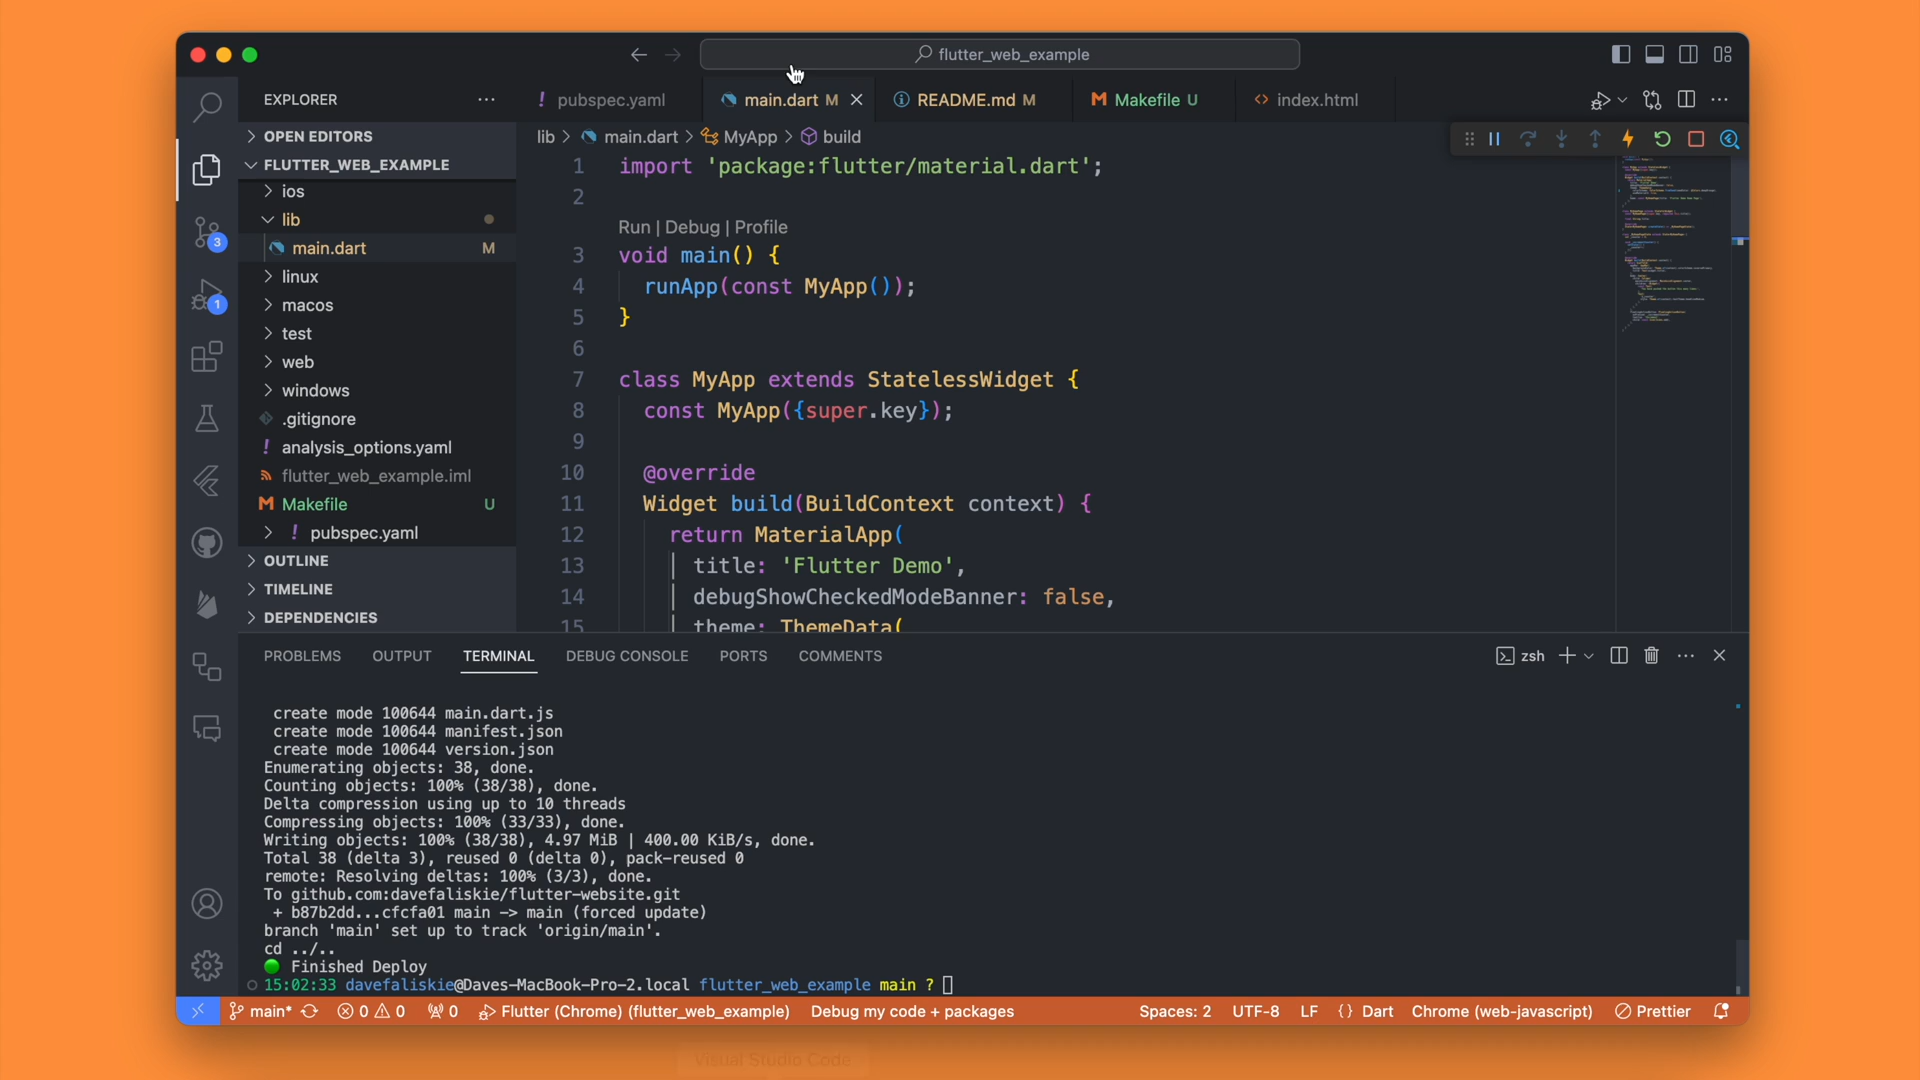 flutter_web_example
EXPLORER
! pubspec.yaml
main.dart M
README.md M
M Makefile U
<> index.html
OPEN EDITORS
FLUTTER_WEB_EXAMPLE
ios
lib
main.dart M
linux
macos
test
web
windows
.gitignore
! analysis_options.yaml
flutter_web_example.iml
M Makefile U
! pubspec.yaml
OUTLINE
TIMELINE
DEPENDENCIES
3
1
lib > main.dart > MyApp > build
1 import 'package:flutter/material.dart';
2
Run | Debug | Profile
3 void main() {
4 runApp(const MyApp());
5 }
6
7 class MyApp extends StatelessWidget {
8 const MyApp({super.key});
9
10 @override
11 Widget build(BuildContext context) {
12 return MaterialApp(
13 title: 'Flutter Demo',
14 debugShowCheckedModeBanner: false,
15 theme: ThemeData(
PROBLEMS OUTPUT TERMINAL DEBUG CONSOLE PORTS COMMENTS
zsh
create mode 100644 main.dart.js
create mode 100644 manifest.json
create mode 100644 version.json
Enumerating objects: 38, done.
Counting objects: 100% (38/38), done.
Delta compression using up to 10 threads
Compressing objects: 100% (33/33), done.
Writing objects: 100% (38/38), 4.97 MiB | 400.00 KiB/s, done.
Total 38 (delta 3), reused 0 (delta 0), pack-reused 0
remote: Resolving deltas: 100% (3/3), done.
To github.com:davefaliskie/flutter-website.git
+ b87b2dd...cfcfa01 main -> main (forced update)
branch 'main' set up to track 'origin/main'.
cd ../..
Finished Deploy
15:02:33 davefaliskie@Daves-MacBook-Pro-2.local flutter_web_example main ?
main* 0 0 0 Flutter (Chrome) (flutter_web_example) Debug my code + packages Spaces: 2 UTF-8 LF {} Dart Chrome (web-javascript) Prettier
Visual Studio Code